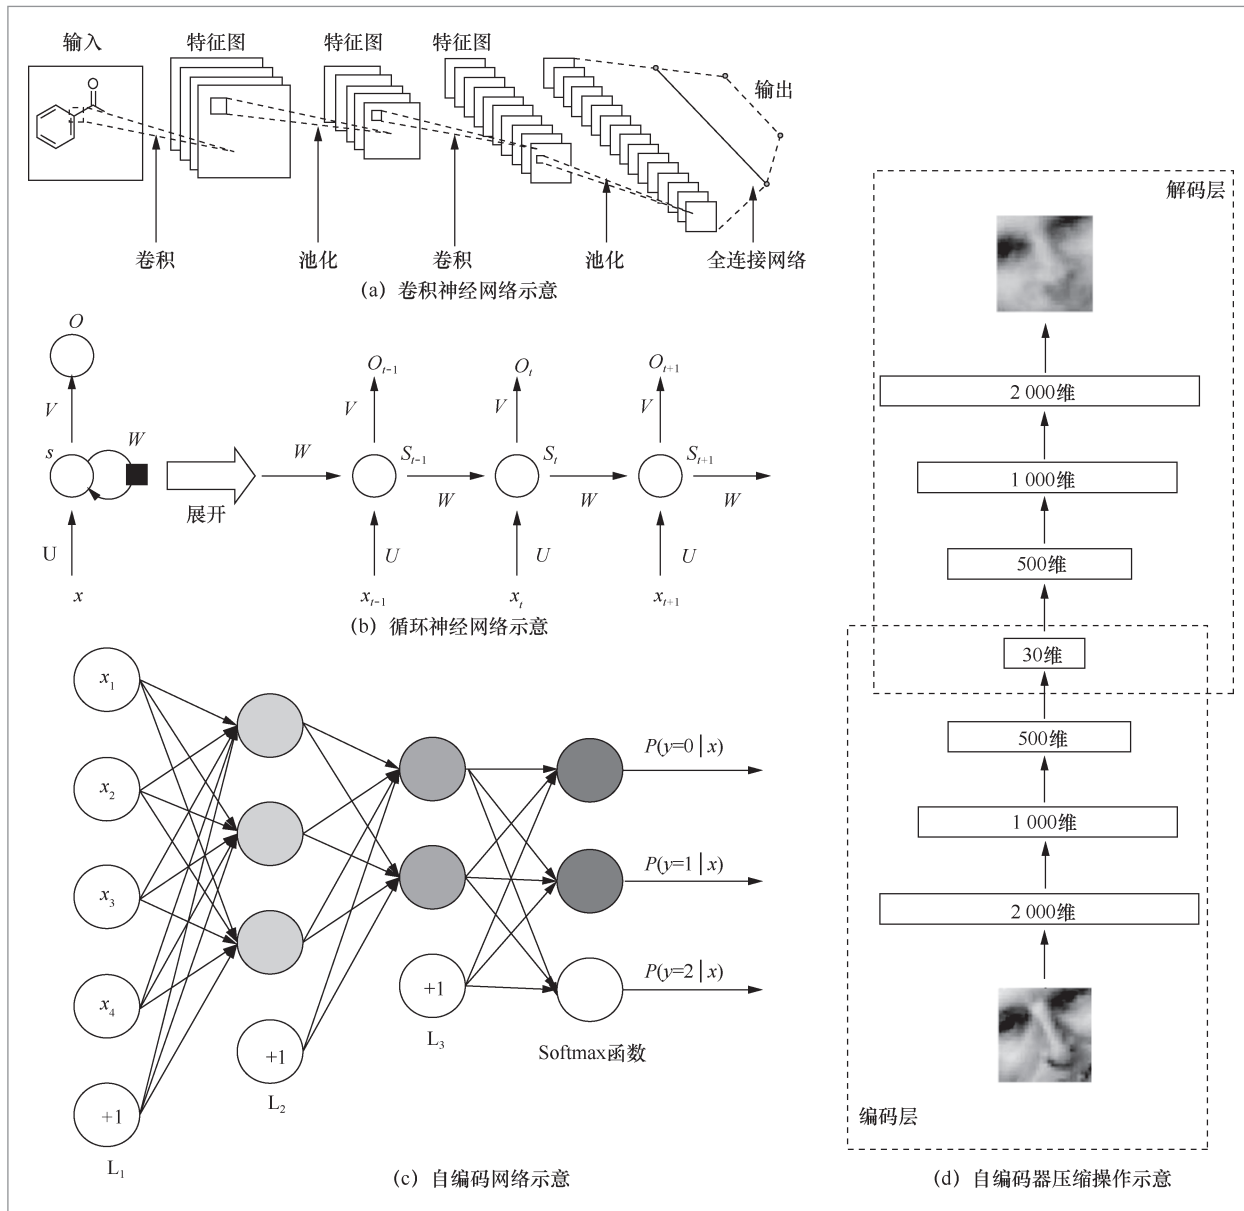 输入
特征图
特征图
特征图
O
输出
卷积
池化
卷积
池化
全连接网络
(a) 卷积神经网络示意
O
V
s
W
U
x
展开
W
O_{t-1}
V
S_{t-1}
W
U
x_{t-1}
O_t
V
S_t
W
U
x_t
O_{t+1}
V
S_{t+1}
W
U
x_{t+1}
(b) 循环神经网络示意
x_1
x_2
x_3
x_4
+1
L_1
+1
L_2
+1
L_3
P(y=0|x)
P(y=1|x)
P(y=2|x)
Softmax函数
(c) 自编码网络示意
解码层
2 000维
1 000维
500维
30维
500维
1 000维
2 000维
编码层
(d) 自编码器压缩操作示意